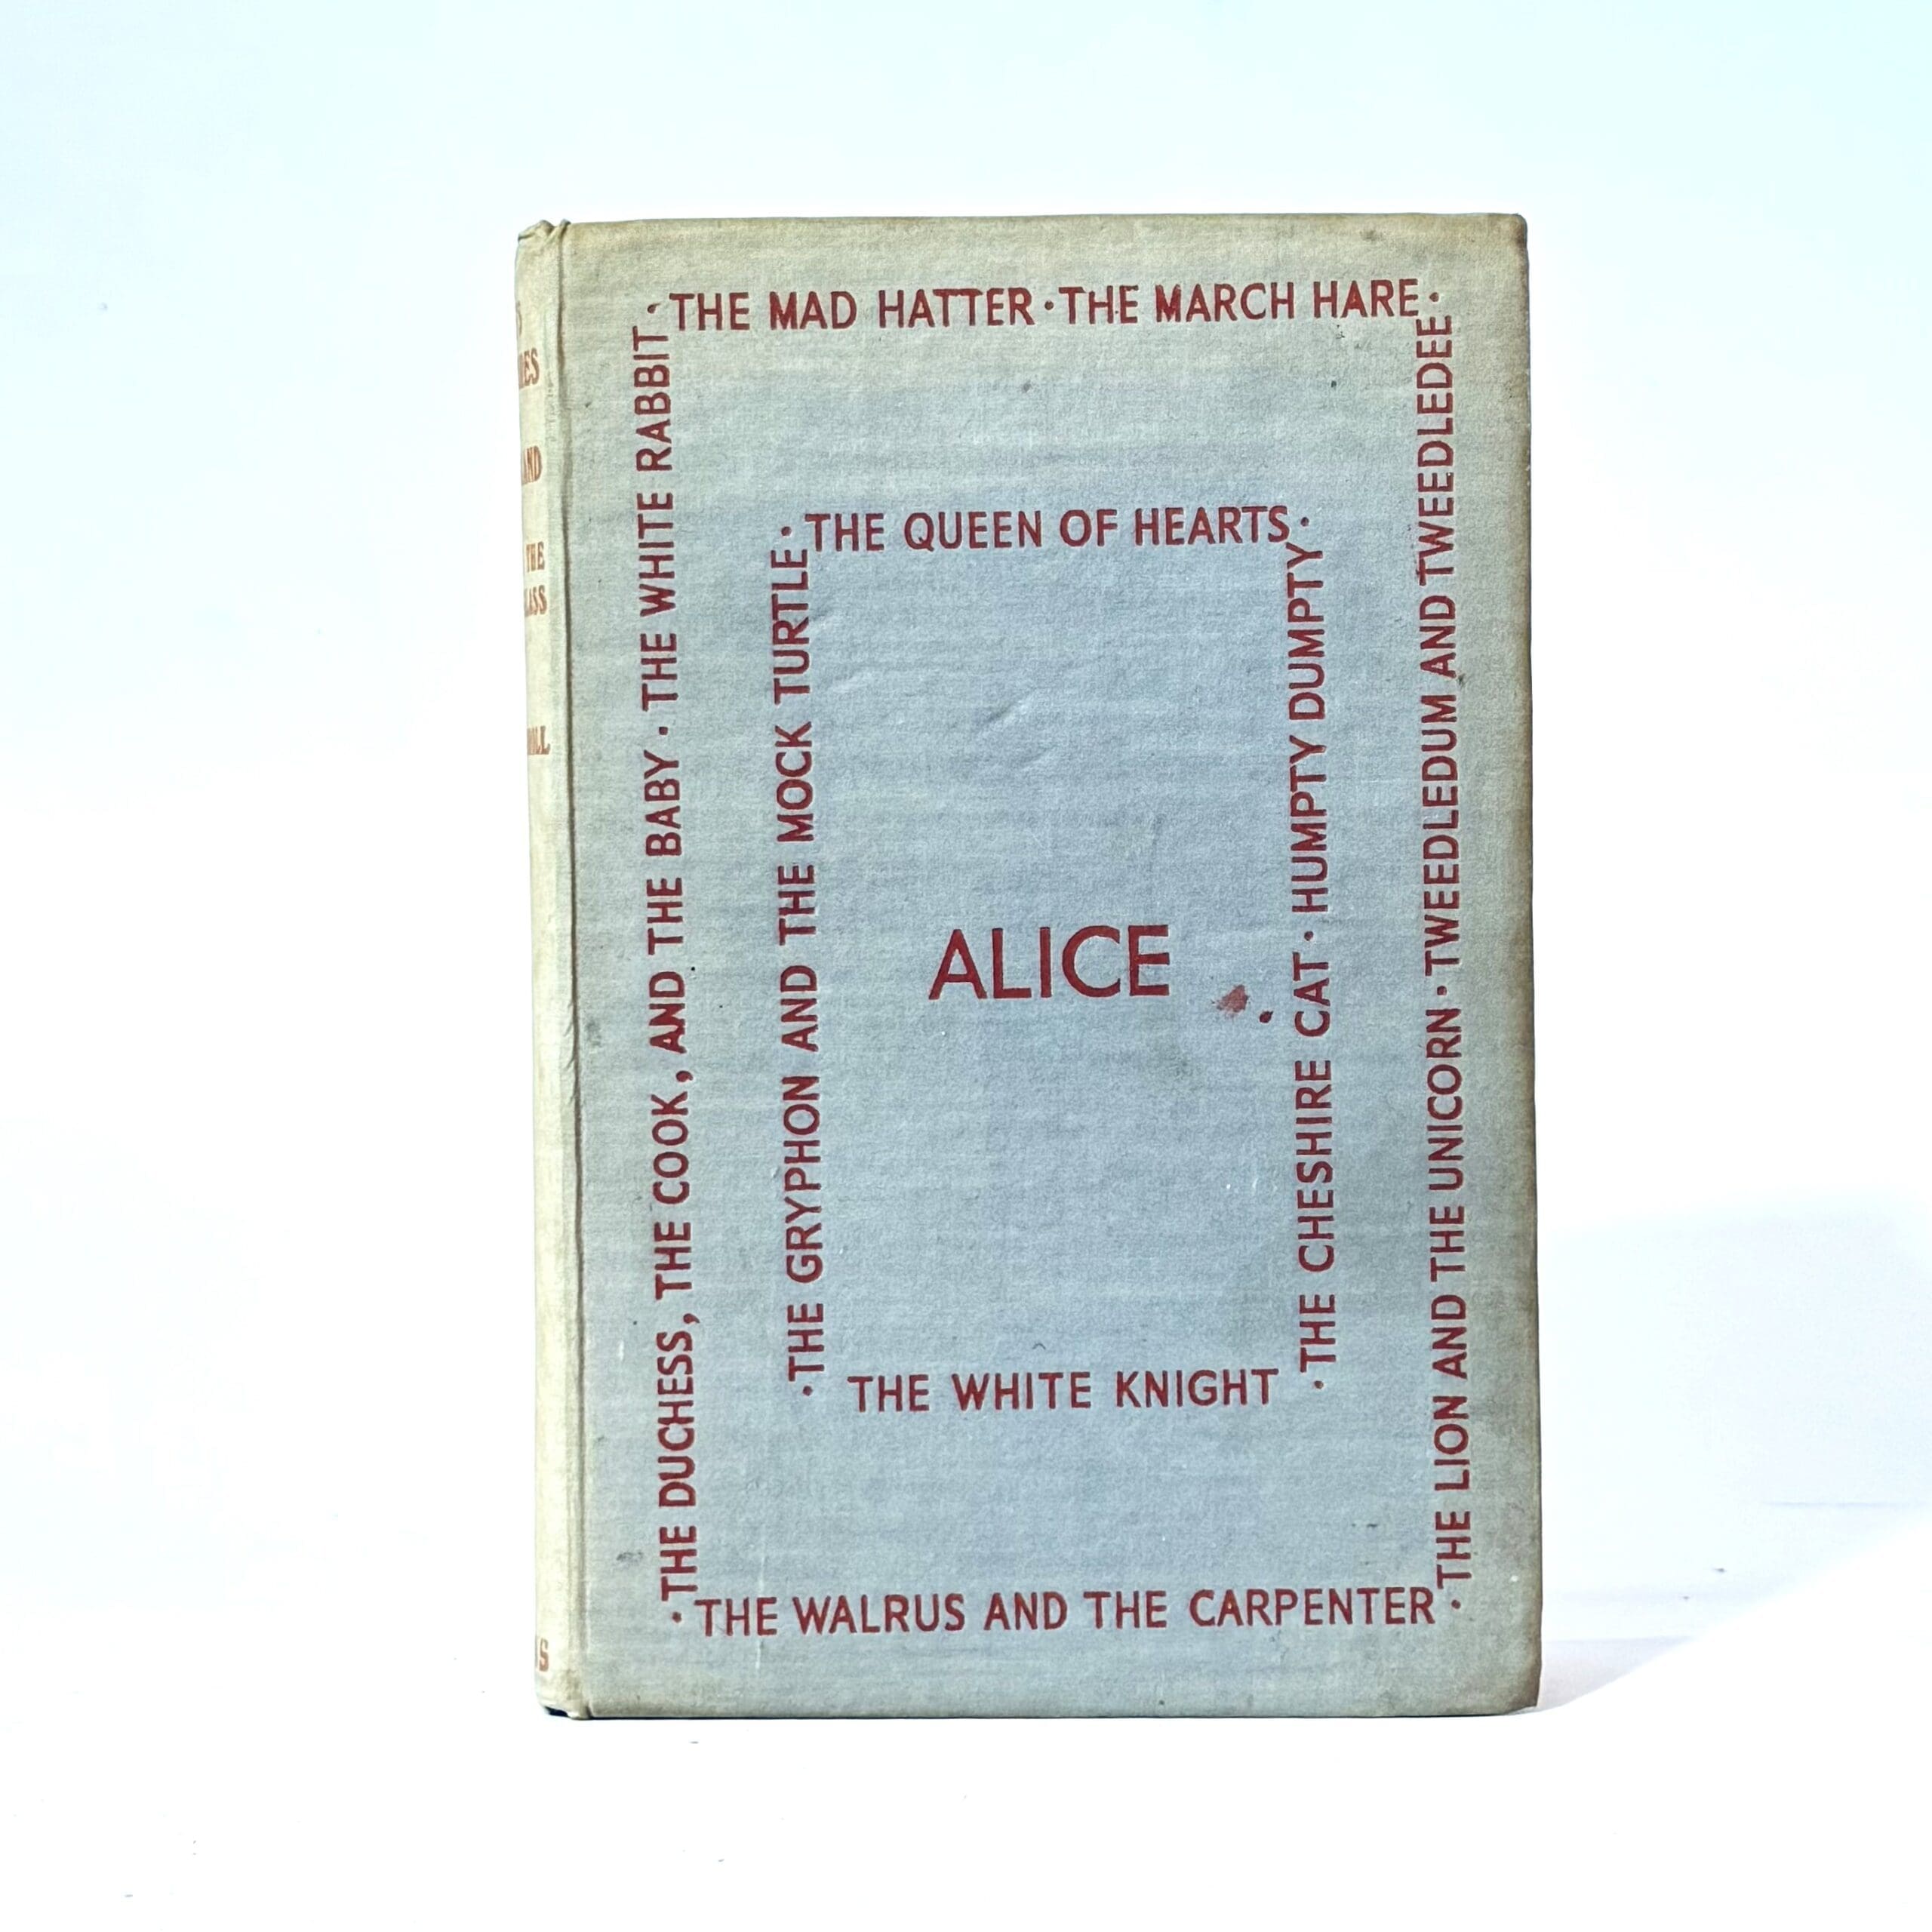 · THE MAD HATTER · THE MARCH HARE ·
THE DUCHESS, THE COOK, AND THE BABY · THE WHITE RABBIT
THE LION AND THE UNICORN · TWEEDLEDUM AND TWEEDLEDEE
· THE WALRUS AND THE CARPENTER ·
· THE QUEEN OF HEARTS ·
· THE GRYPHON AND THE MOCK TURTLE
· THE CHESHIRE CAT · HUMPTY DUMPTY
THE WHITE KNIGHT
ALICE
THE